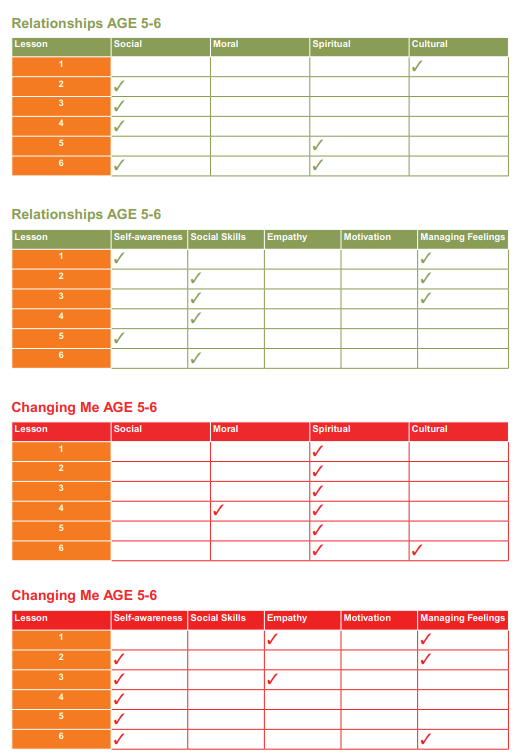 Relationships AGE 5-6
Lesson Social Moral Spiritual Cultural
1 ✓
2 ✓
3 ✓
4 ✓
5 ✓
6 ✓ ✓
Relationships AGE 5-6
Lesson Self-awareness Social Skills Empathy Motivation Managing Feelings
1 ✓ ✓
2 ✓ ✓
3 ✓ ✓
4 ✓
5 ✓
6 ✓
Changing Me AGE 5-6
Lesson Social Moral Spiritual Cultural
1 ✓
2 ✓
3 ✓
4 ✓ ✓
5 ✓
6 ✓ ✓
Changing Me AGE 5-6
Lesson Self-awareness Social Skills Empathy Motivation Managing Feelings
1 ✓ ✓
2 ✓ ✓
3 ✓ ✓
4 ✓
5 ✓
6 ✓ ✓